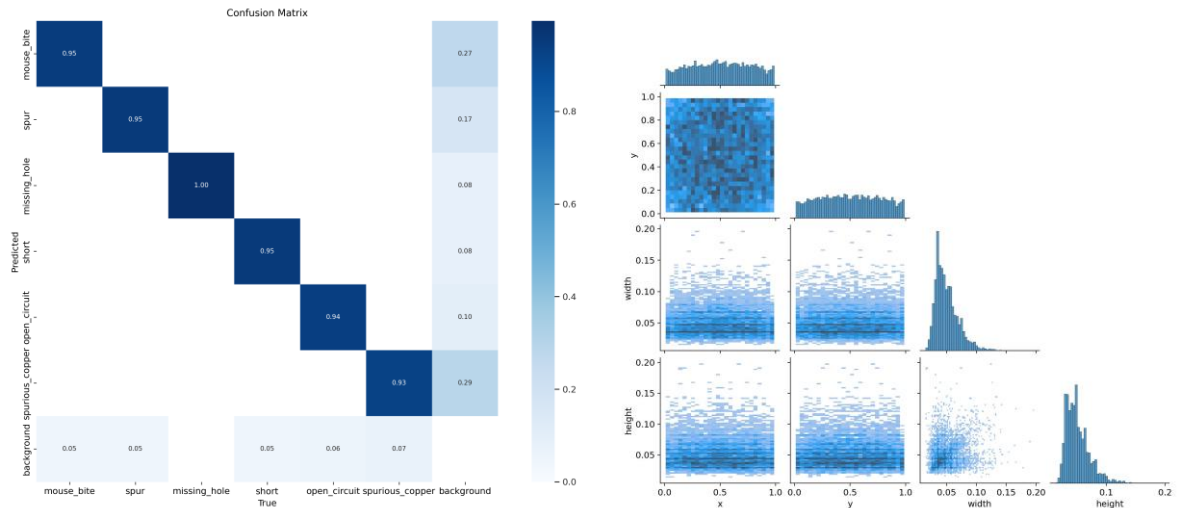 Confusion Matrix
mouse_bite
0.95
0.27
spur
0.95
0.17
missing_hole
1.00
0.08
short
0.95
0.08
open_circuit
0.94
0.10
spurious_copper
0.93
0.29
background
0.05
0.05
0.05
0.06
0.07
Predicted
mouse_bite spur missing_hole short open_circuit spurious_copper background
True
0.8
0.6
0.4
0.2
0.0
1.0
0.8
0.6
0.4
0.2
0.0
y
0.20
0.15
0.10
0.05
width
0.20
0.15
0.10
0.05
height
0.0 0.5 1.0
x
0.0 0.5 1.0
y
0.05 0.10 0.15 0.20
width
0.1 0.2
height